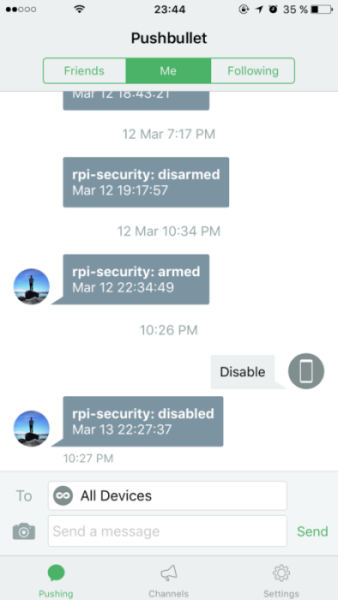 23:44
35 %
Pushbullet
Friends
Me
Following
Mar 12 18:43:21
12 Mar 7:17 PM
rpi-security: disarmed
Mar 12 19:17:57
12 Mar 10:34 PM
rpi-security: armed
Mar 12 22:34:49
10:26 PM
Disable
rpi-security: disabled
Mar 13 22:27:37
10:27 PM
To
All Devices
Send a message
Send
Pushing
Channels
Settings